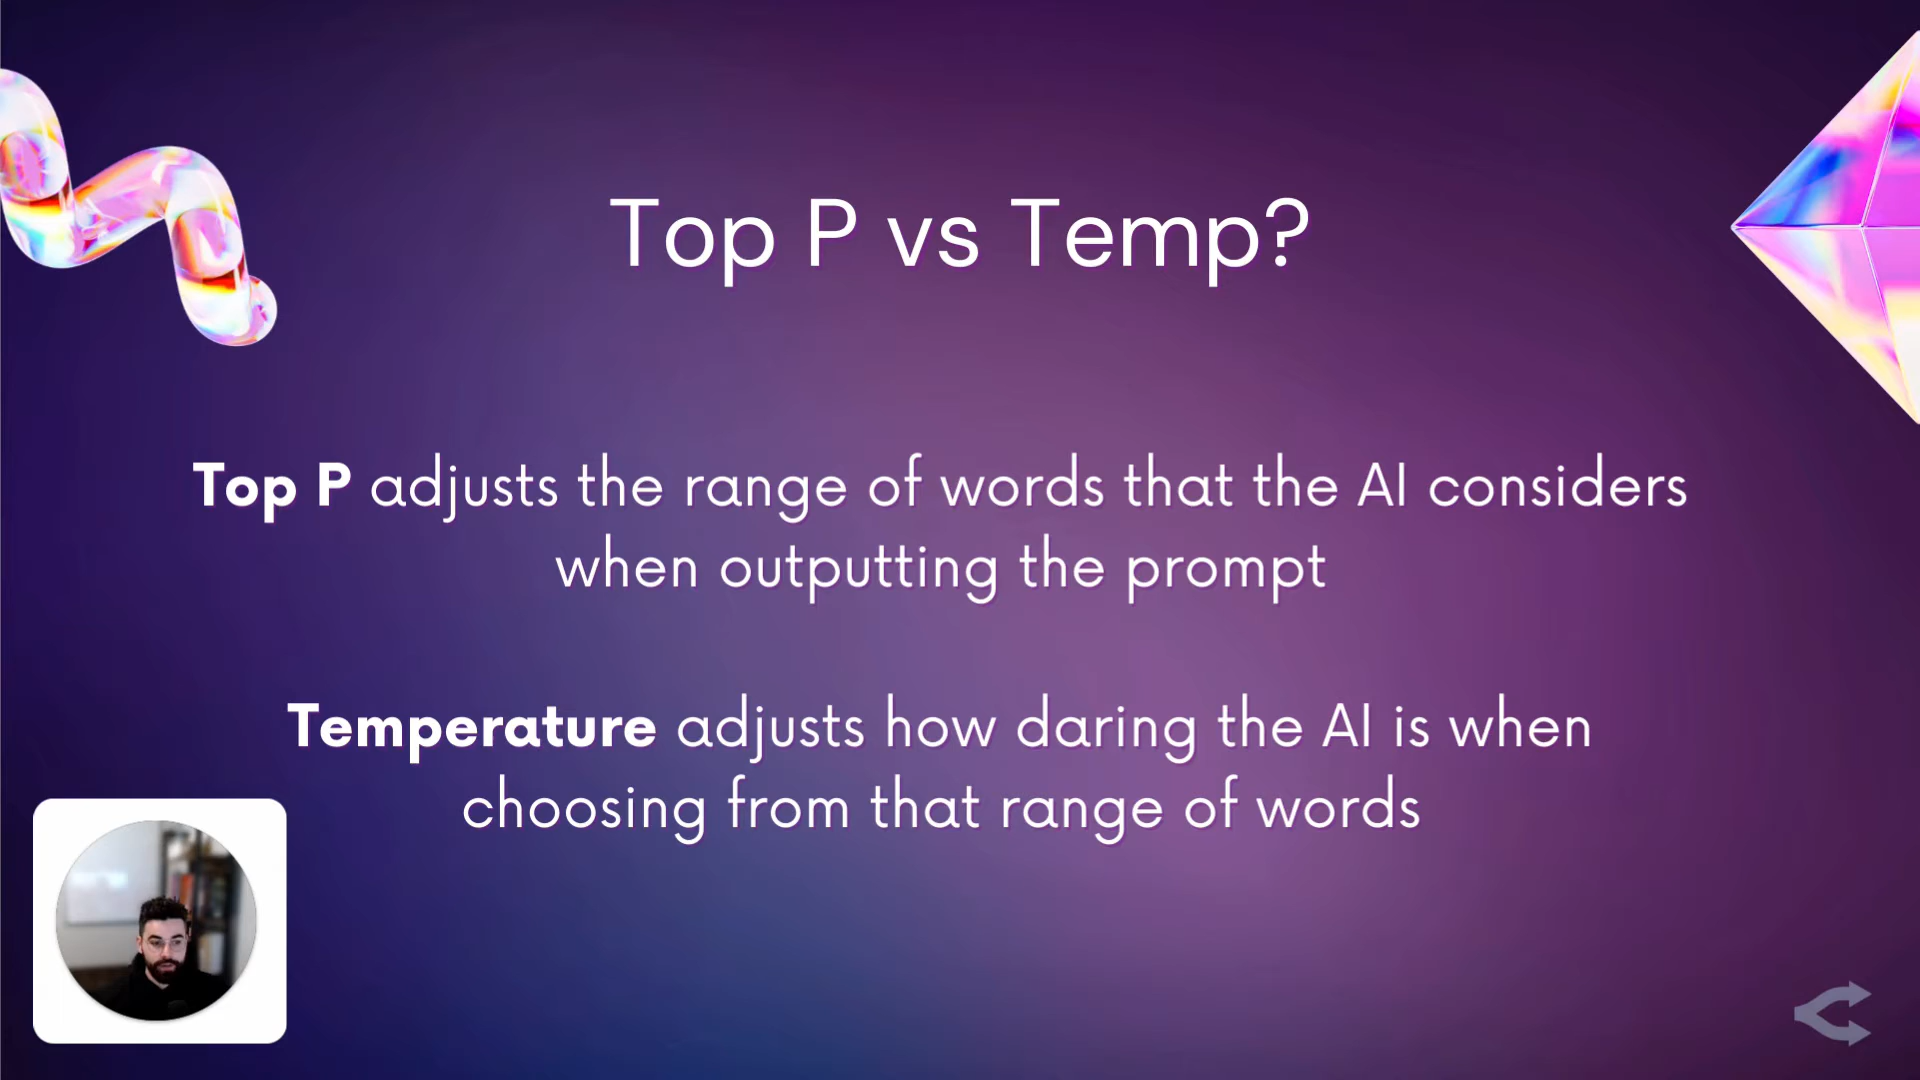 Top P vs Temp?
Top P adjusts the range of words that the AI considers
when outputting the prompt
Temperature adjusts how daring the AI is when
choosing from that range of words